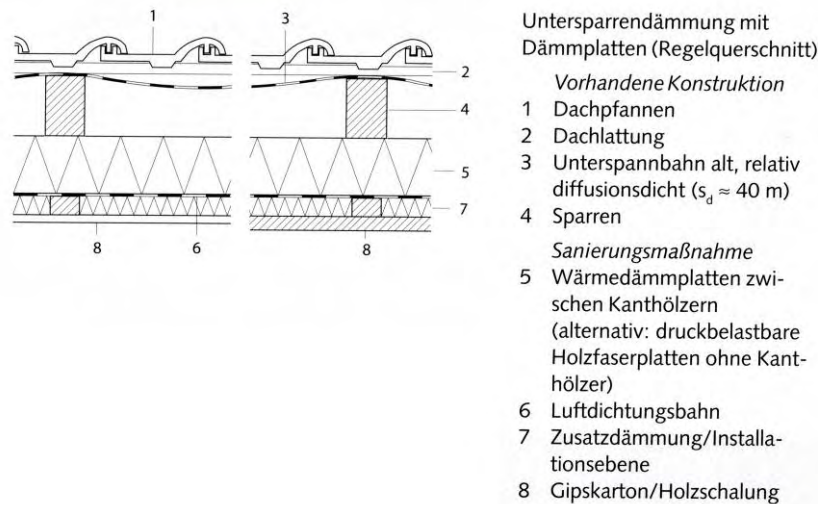 1
3
2
4
5
7
8
6
8
Untersparrendämmung mit
Dämmplatten (Regelquerschnitt)
Vorhandene Konstruktion
1 Dachpfannen
2 Dachlattung
3 Unterspannbahn alt, relativ
diffusionsdicht (s_d ≈ 40 m)
4 Sparren
Sanierungsmaßnahme
5 Wärmedämmplatten zwi-
schen Kanthölzern
(alternativ: druckbelastbare
Holzfaserplatten ohne Kant-
hölzer)
6 Luftdichtungsbahn
7 Zusatzdämmung/Installa-
tionsebene
8 Gipskarton/Holzschalung